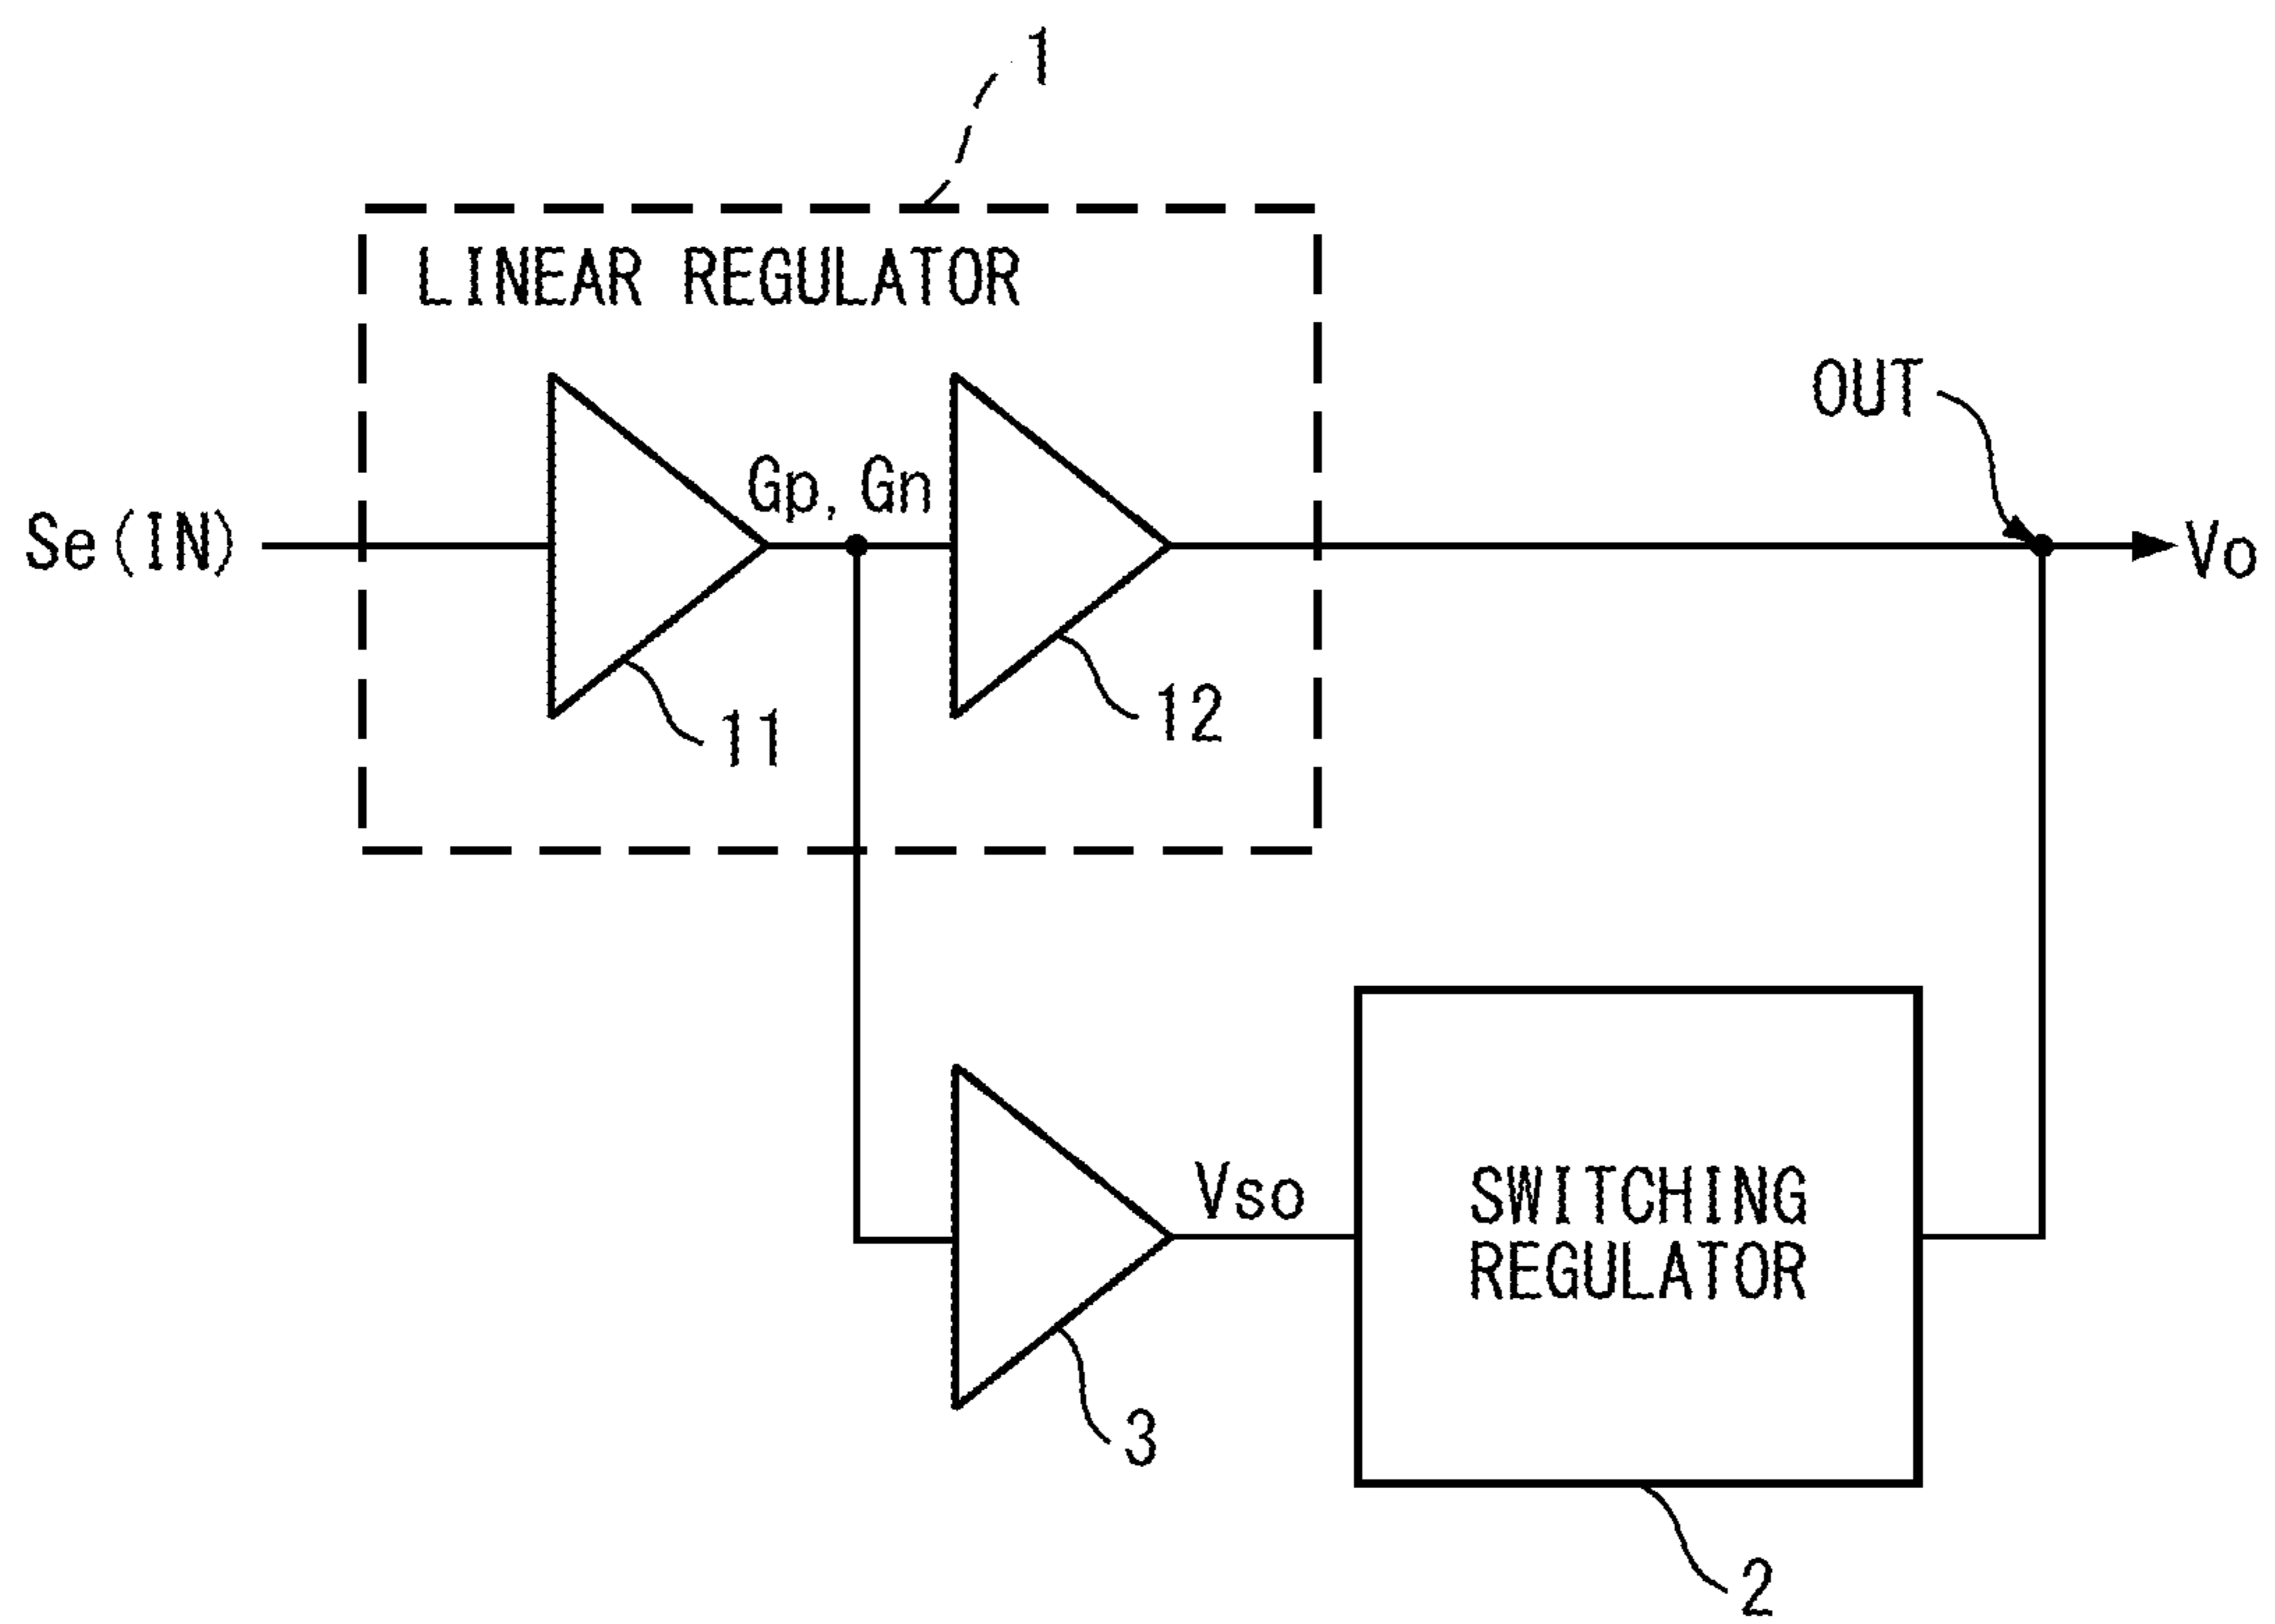 1
LINEAR REGULATOR
OUT
Gp, Gn
Se(IN)
Vo
11
12
Vso
SWITCHING
REGULATOR
3
2